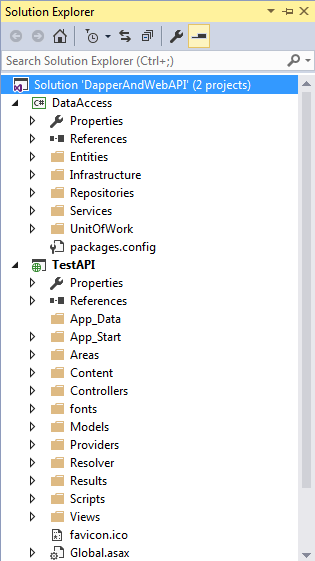 Solution Explorer
Search Solution Explorer (Ctrl+;)
Solution 'DapperAndWebAPI' (2 projects)
C# DataAccess
Properties
References
Entities
Infrastructure
Repositories
Services
UnitOfWork
packages.config
TestAPI
Properties
References
App_Data
App_Start
Areas
Content
Controllers
fonts
Models
Providers
Resolver
Results
Scripts
Views
favicon.ico
Global.asax